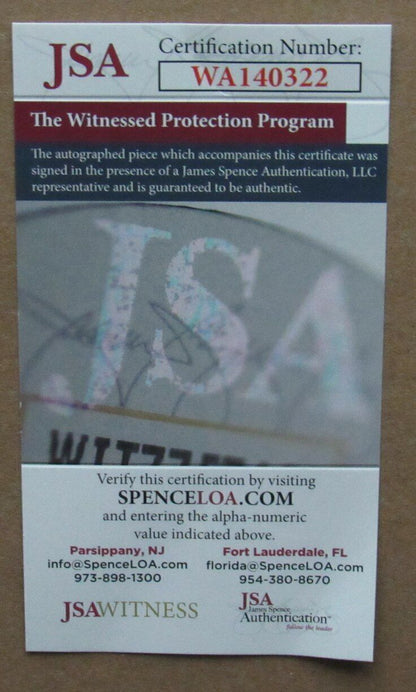 JSA
Certification Number:
WA140322
The Witnessed Protection Program
The autographed piece which accompanies this certificate was
signed in the presence of a James Spence Authentication, LLC
representative and is guaranteed to be authentic.
JSA
Verify this certification by visiting
SPENCELOA.COM
and entering the alpha-numeric
value indicated above.
Parsippany, NJ
info@SpenceLOA.com
973-898-1300
Fort Lauderdale, FL
florida@SpenceLOA.com
954-380-8670
JSAWITNESS
JSA
James Spence
Authentication
follow the leader